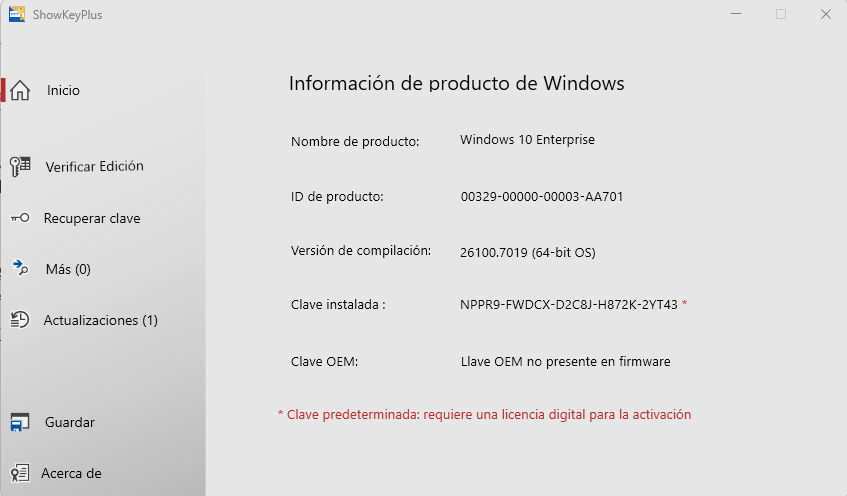 ShowKeyPlus
Inicio
Verificar Edición
Recuperar clave
Más (0)
Actualizaciones (1)
Guardar
Acerca de
Información de producto de Windows
Nombre de producto: Windows 10 Enterprise
ID de producto: 00329-00000-00003-AA701
Versión de compilación: 26100.7019 (64-bit OS)
Clave instalada : NPPR9-FWDCX-D2C8J-H872K-2YT43 *
Clave OEM: Llave OEM no presente en firmware
* Clave predeterminada: requiere una licencia digital para la activación